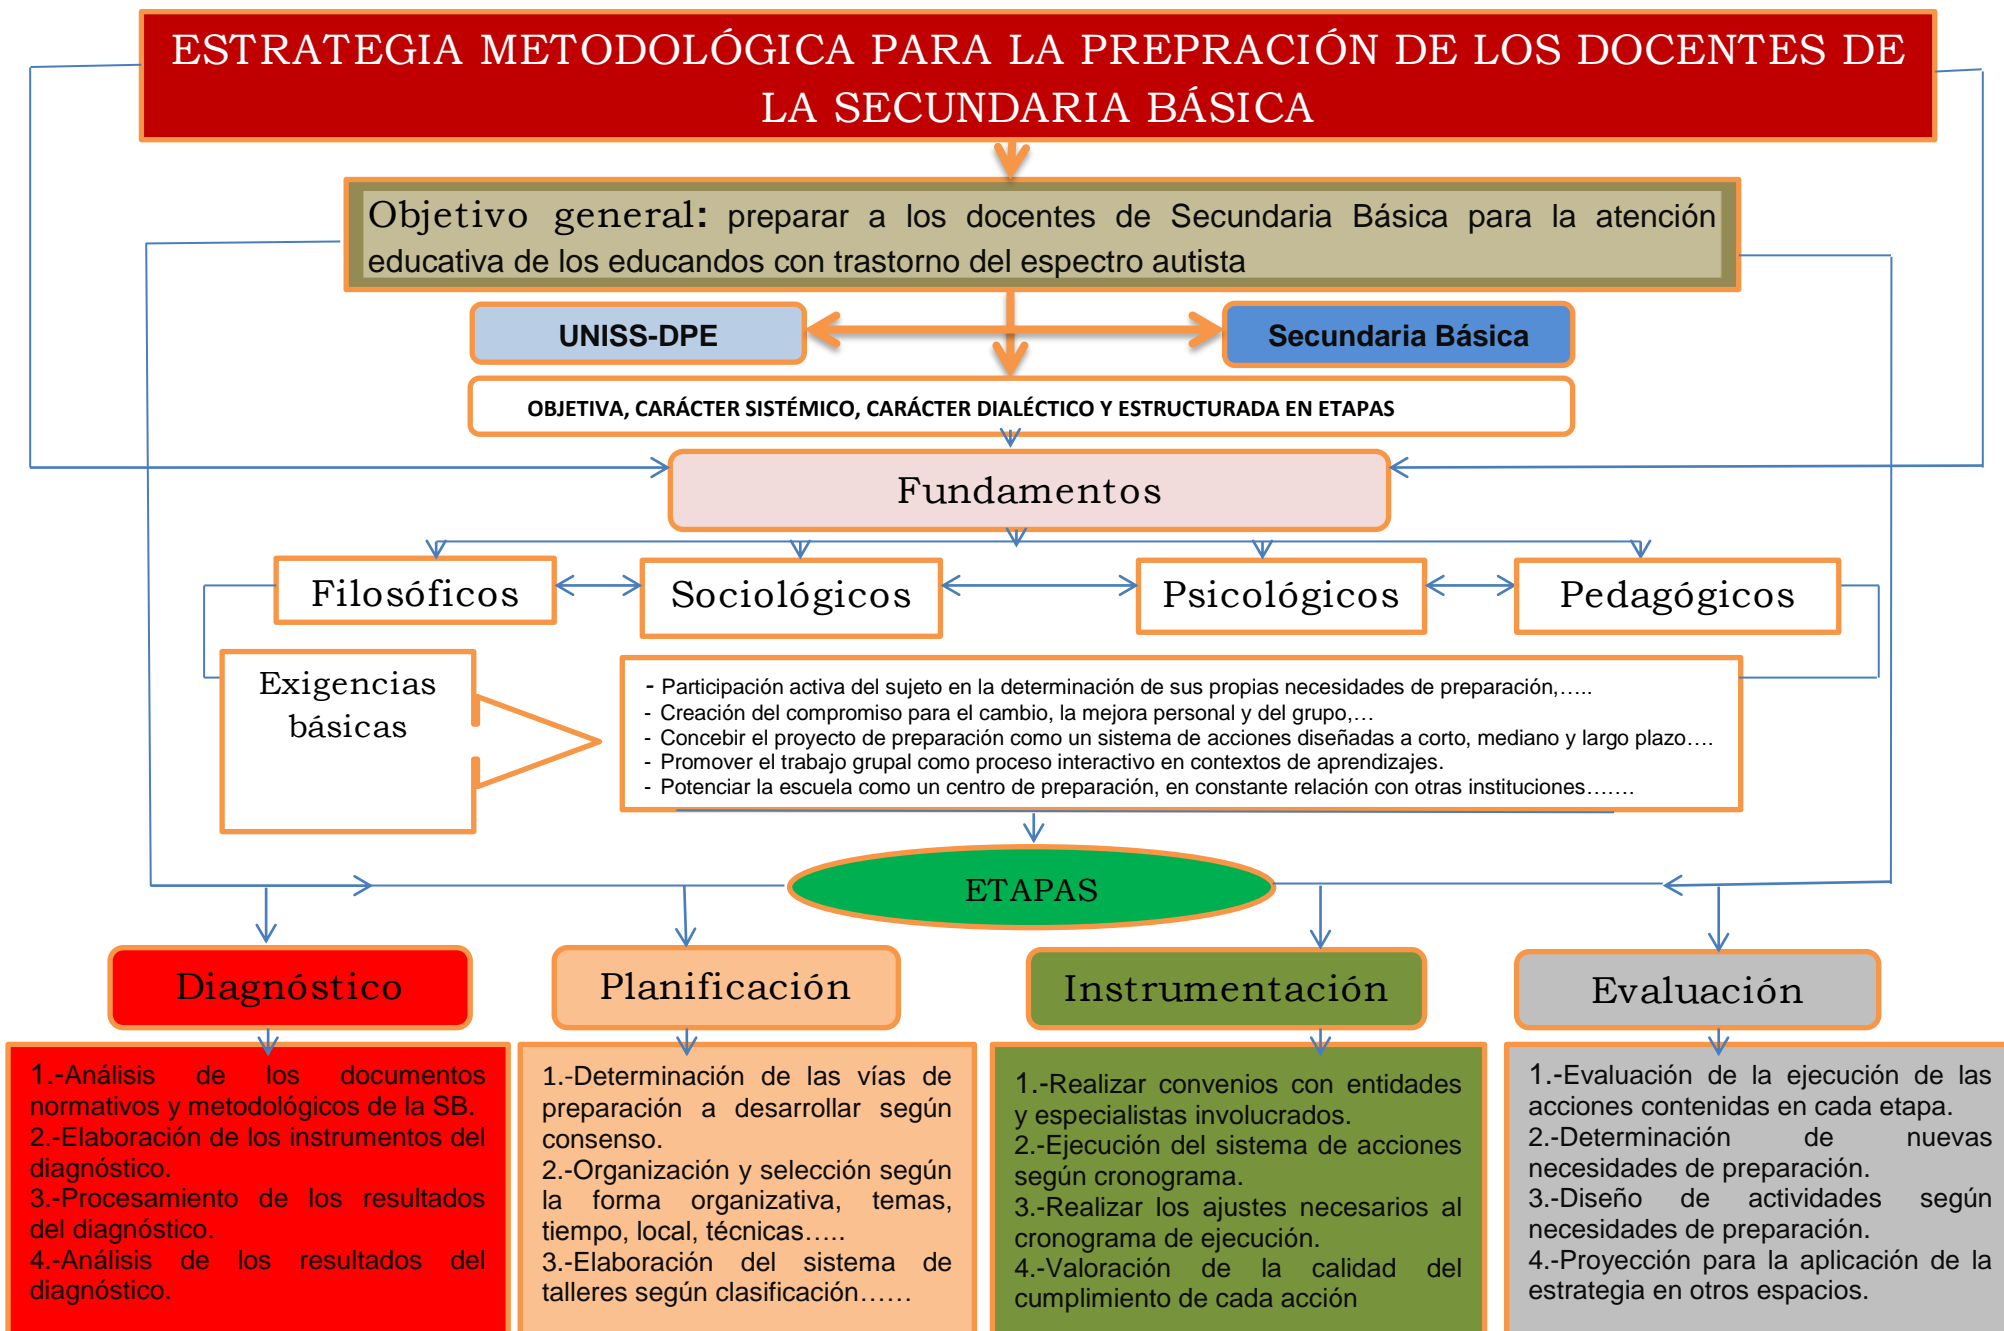 ESTRATEGIA METODOLÓGICA PARA LA PREPRACIÓN DE LOS DOCENTES DE
LA SECUNDARIA BÁSICA
Objetivo general: preparar a los docentes de Secundaria Básica para la atención
educativa de los educandos con trastorno del espectro autista
UNISS-DPE
Secundaria Básica
OBJETIVA, CARÁCTER SISTÉMICO, CARÁCTER DIALÉCTICO Y ESTRUCTURADA EN ETAPAS
Fundamentos
Filosóficos
Sociológicos
Psicológicos
Pedagógicos
Exigencias
básicas
- Participación activa del sujeto en la determinación de sus propias necesidades de preparación,…..
- Creación del compromiso para el cambio, la mejora personal y del grupo,…
- Concebir el proyecto de preparación como un sistema de acciones diseñadas a corto, mediano y largo plazo….
- Promover el trabajo grupal como proceso interactivo en contextos de aprendizajes.
- Potenciar la escuela como un centro de preparación, en constante relación con otras instituciones…….
ETAPAS
Diagnóstico
Planificación
Instrumentación
Evaluación
1.-Análisis de los documentos
normativos y metodológicos de la SB.
2.-Elaboración de los instrumentos del
diagnóstico.
3.-Procesamiento de los resultados
del diagnóstico.
4.-Análisis de los resultados del
diagnóstico.
1.-Determinación de las vías de
preparación a desarrollar según
consenso.
2.-Organización y selección según
la forma organizativa, temas,
tiempo, local, técnicas…..
3.-Elaboración del sistema de
talleres según clasificación……
1.-Realizar convenios con entidades
y especialistas involucrados.
2.-Ejecución del sistema de acciones
según cronograma.
3.-Realizar los ajustes necesarios al
cronograma de ejecución.
4.-Valoración de la calidad del
cumplimiento de cada acción
1.-Evaluación de la ejecución de las
acciones contenidas en cada etapa.
2.-Determinación de nuevas
necesidades de preparación.
3.-Diseño de actividades según
necesidades de preparación.
4.-Proyección para la aplicación de la
estrategia en otros espacios.